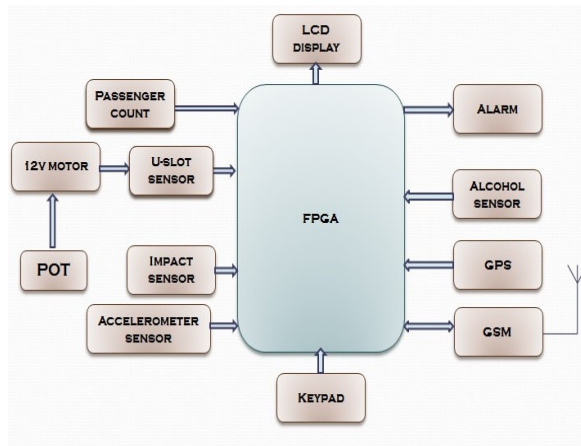 LCD
DISPLAY
PASSENGER
COUNT
ALARM
12V MOTOR
U-SLOT
SENSOR
FPGA
ALCOHOL
SENSOR
POT
IMPACT
SENSOR
GPS
ACCELEROMETER
SENSOR
GSM
KEYPAD